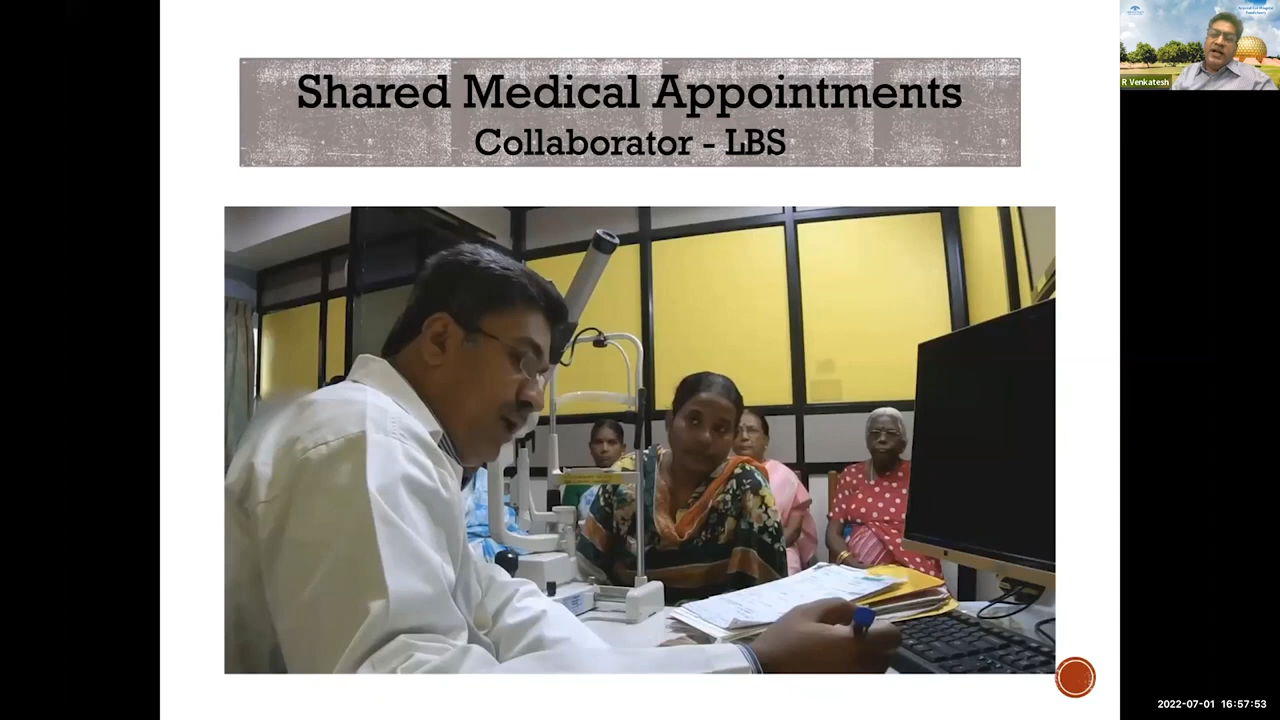 Shared Medical Appointments
Collaborator - LBS
R Venkatesh
2022-07-01 16:57:53